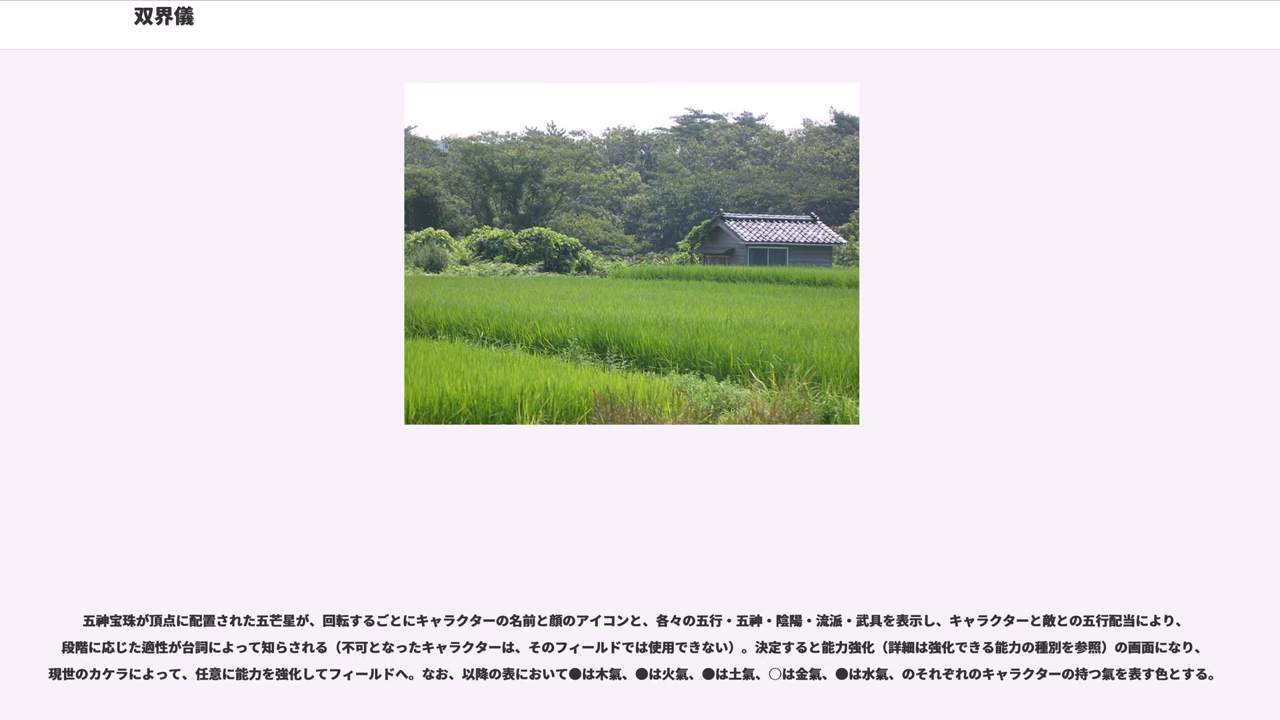 双界儀
五神宝珠が頂点に配置された五芒星が、回転するごとにキャラクターの名前と顔のアイコンと、各々の五行・五神・陰陽・流派・武具を表示し、キャラクターと敵との五行配当により、
段階に応じた適性が台詞によって知らされる（不可となったキャラクターは、そのフィールドでは使用できない）。決定すると能力強化（詳細は強化できる能力の種別を参照）の画面になり、
現世のカケラによって、任意に能力を強化してフィールドへ。なお、以降の表において●は木氣、●は火氣、●は土氣、○は金氣、●は水氣、のそれぞれのキャラクターの持つ氣を表す色とする。